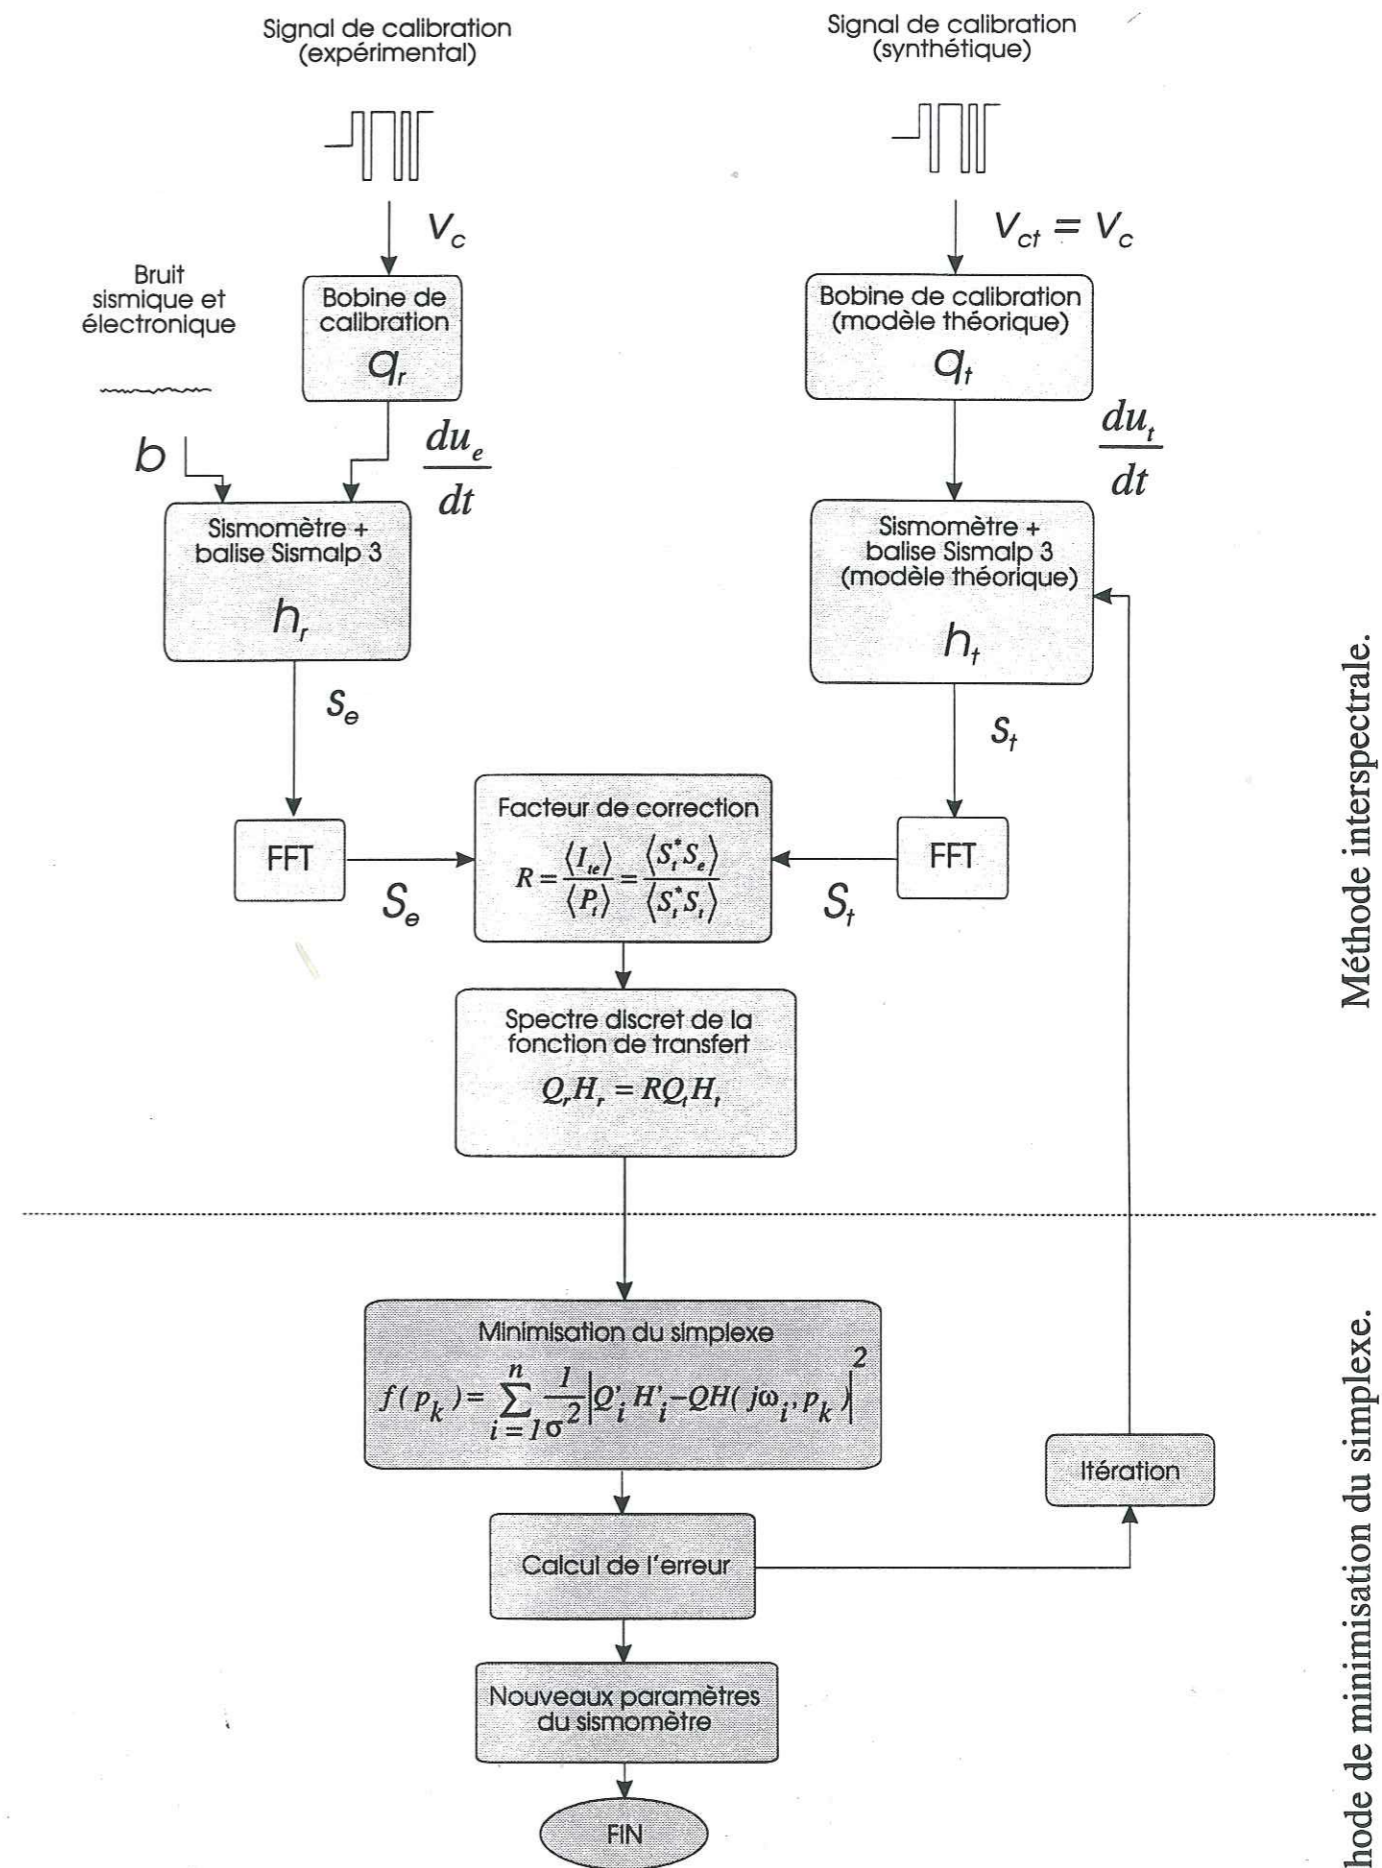 Signal de calibration
(expérimental)
Signal de calibration
(synthétique)
V_c
V_ct = V_c
Bruit
sismique et
électronique
Bobine de
calibration
q_r
Bobine de calibration
(modèle théorique)
q_t
b
du_e
dt
du_t
dt
Sismomètre +
balise Sismalp 3
h_r
Sismomètre +
balise Sismalp 3
(modèle théorique)
h_t
s_e
s_t
FFT
S_e
Facteur de correction
R = ⟨I_te⟩/⟨P_t⟩ = ⟨S_t^* S_e⟩/⟨S_t^* S_t⟩
FFT
S_t
Spectre discret de la
fonction de transfert
Q_r H_r = R Q_t H_t
Méthode interspectrale.
Minimisation du simplexe
f( p_k ) = ∑_{i=1}^{n} 1/σ^2 |Q'_i H'_i - QH( jω_i, p_k )|^2
Itération
Calcul de l'erreur
Nouveaux paramètres
du sismomètre
FIN
hode de minimisation du simplexe.